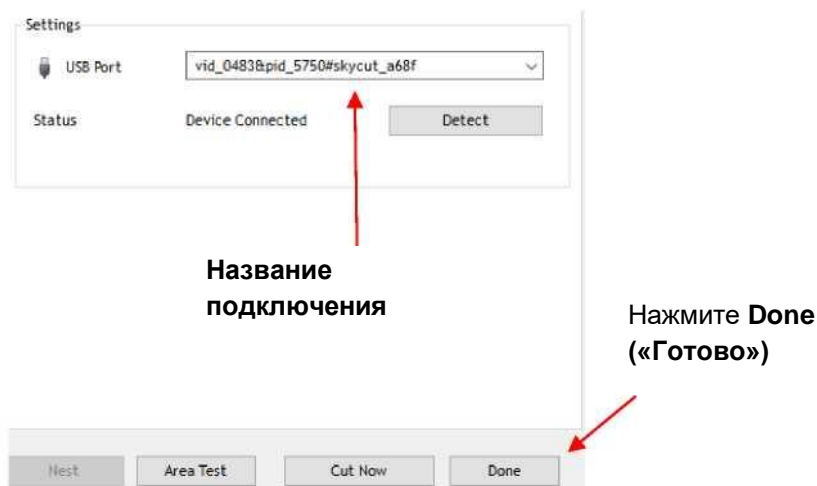 Settings
USB Port
vid_0483&pid_5750#skycut_a68f
Status
Device Connected
Detect
Название
подключения
Нажмите Done
(«Готово»)
Nest
Area Test
Cut Now
Done